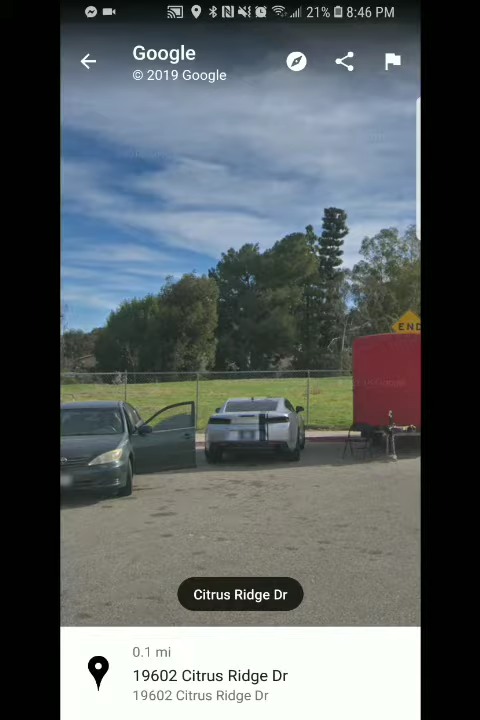 21% 8:46 PM
Google
© 2019 Google
END
Citrus Ridge Dr
0.1 mi
19602 Citrus Ridge Dr
19602 Citrus Ridge Dr